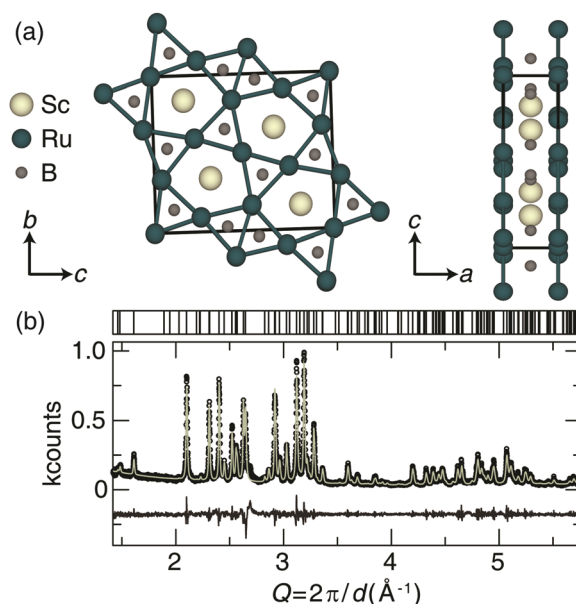 (a)
Sc
Ru
B
b
c
c
a
(b)
1.0
0.5
0
kcounts
2 3 4 5
Q=2π/d(Å⁻¹)